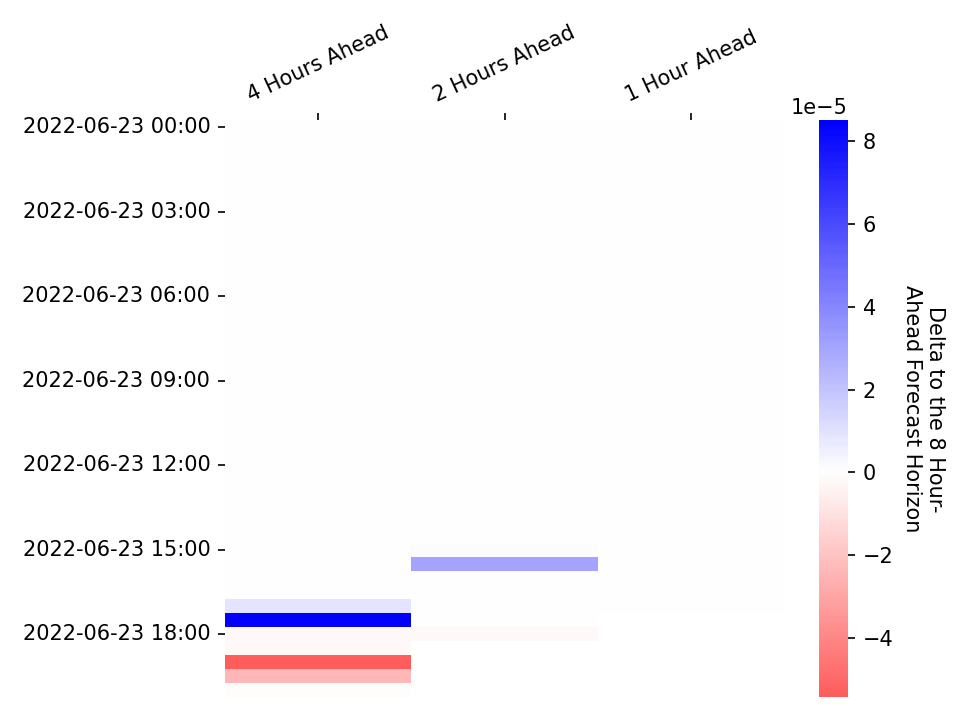 4 Hours Ahead
2 Hours Ahead
1 Hour Ahead
1e−5
2022-06-23 00:00
2022-06-23 03:00
2022-06-23 06:00
2022-06-23 09:00
2022-06-23 12:00
2022-06-23 15:00
2022-06-23 18:00
8
6
4
2
0
−2
−4
Delta to the 8 Hour-
Ahead Forecast Horizon